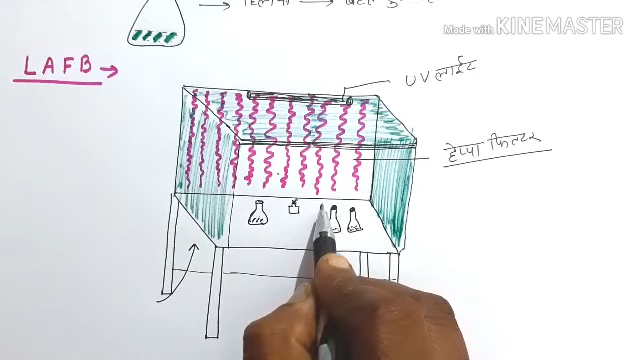 Made with KINEMASTER
हिलाना →
LAFB →
UV लाईट
हेप्पा फिल्टर